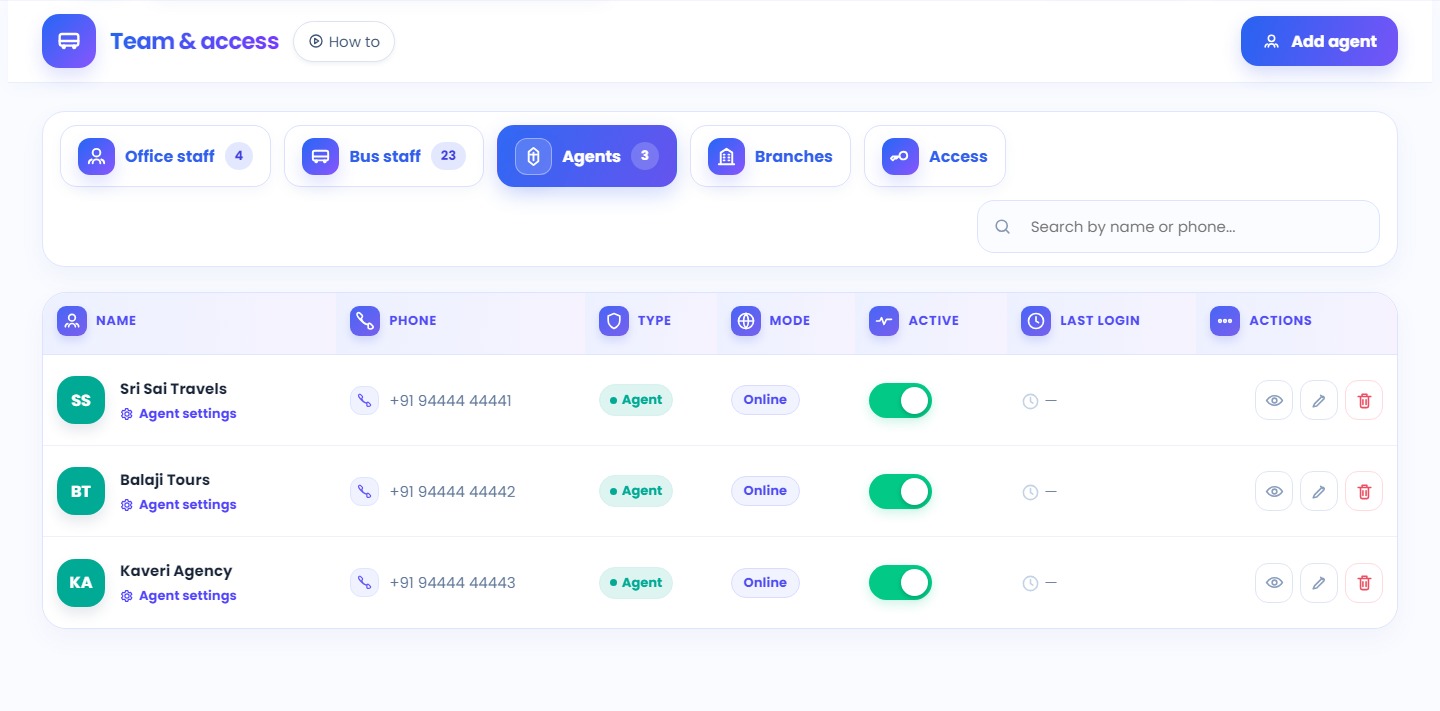 Team & access
How to
Add agent
Office staff 4
Bus staff 23
Agents 3
Branches
Access
Search by name or phone...
NAME PHONE TYPE MODE ACTIVE LAST LOGIN ACTIONS
SS Sri Sai Travels +91 94444 44441 Agent Online —
Agent settings
BT Balaji Tours +91 94444 44442 Agent Online —
Agent settings
KA Kaveri Agency +91 94444 44443 Agent Online —
Agent settings